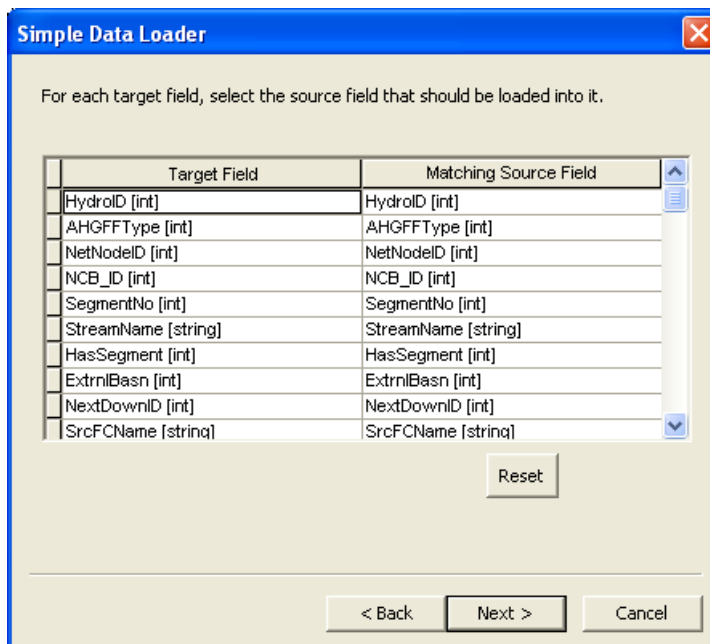 Simple Data Loader
For each target field, select the source field that should be loaded into it.
Target Field Matching Source Field
HydroID [int] HydroID [int]
AHGFFType [int] AHGFFType [int]
NetNodeID [int] NetNodeID [int]
NCB_ID [int] NCB_ID [int]
SegmentNo [int] SegmentNo [int]
StreamName [string] StreamName [string]
HasSegment [int] HasSegment [int]
ExtrnlBasn [int] ExtrnlBasn [int]
NextDownID [int] NextDownID [int]
SrcFCName [string] SrcFCName [string]
Reset
< Back Next > Cancel